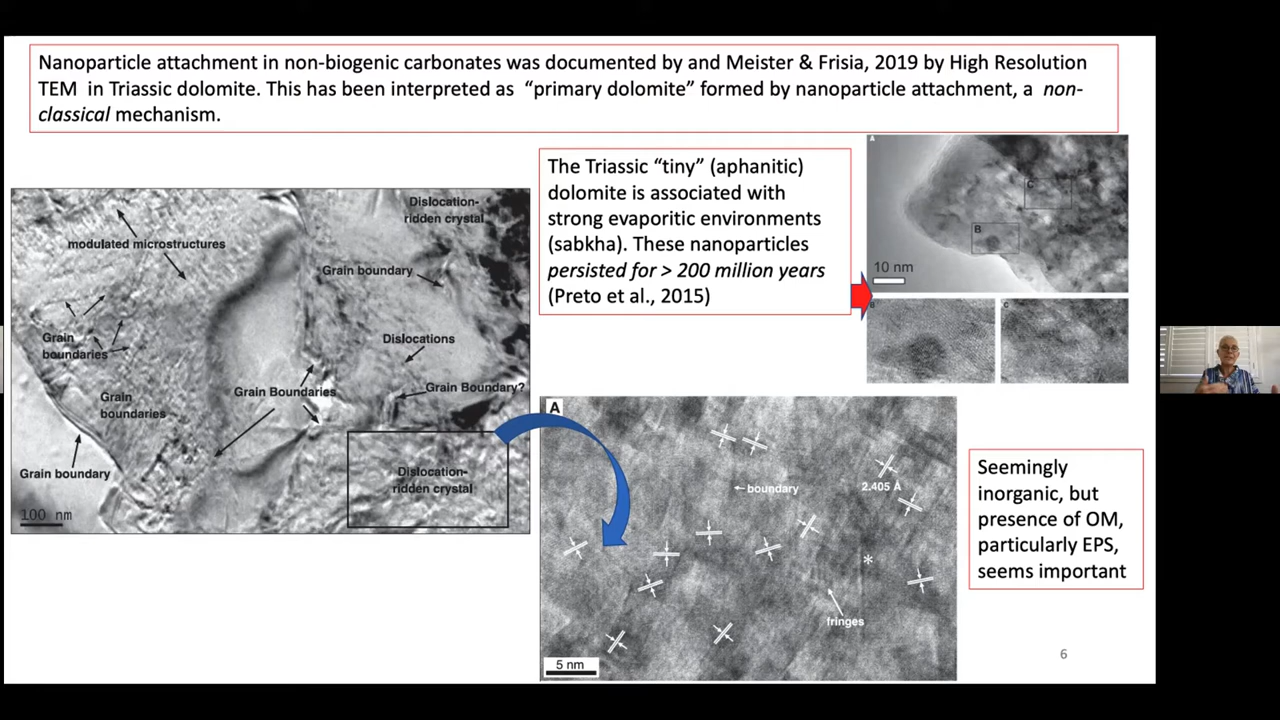 Nanoparticle attachment in non-biogenic carbonates was documented by and Meister & Frisia, 2019 by High Resolution
TEM in Triassic dolomite. This has been interpreted as “primary dolomite” formed by nanoparticle attachment, a non-
classical mechanism.
The Triassic “tiny” (aphanitic)
dolomite is associated with
strong evaporitic environments
(sabkha). These nanoparticles
persisted for > 200 million years
(Preto et al., 2015)
modulated microstructures
Dislocation-
ridden crystal
Grain boundary
Grain
boundaries
Dislocations
Grain
boundaries
Grain Boundaries
Grain Boundary?
Grain boundary
Dislocation-
ridden crystal
100 nm
A
C
B
10 nm
B
C
A
boundary
2.405 Å
*
fringes
5 nm
Seemingly
inorganic, but
presence of OM,
particularly EPS,
seems important
6